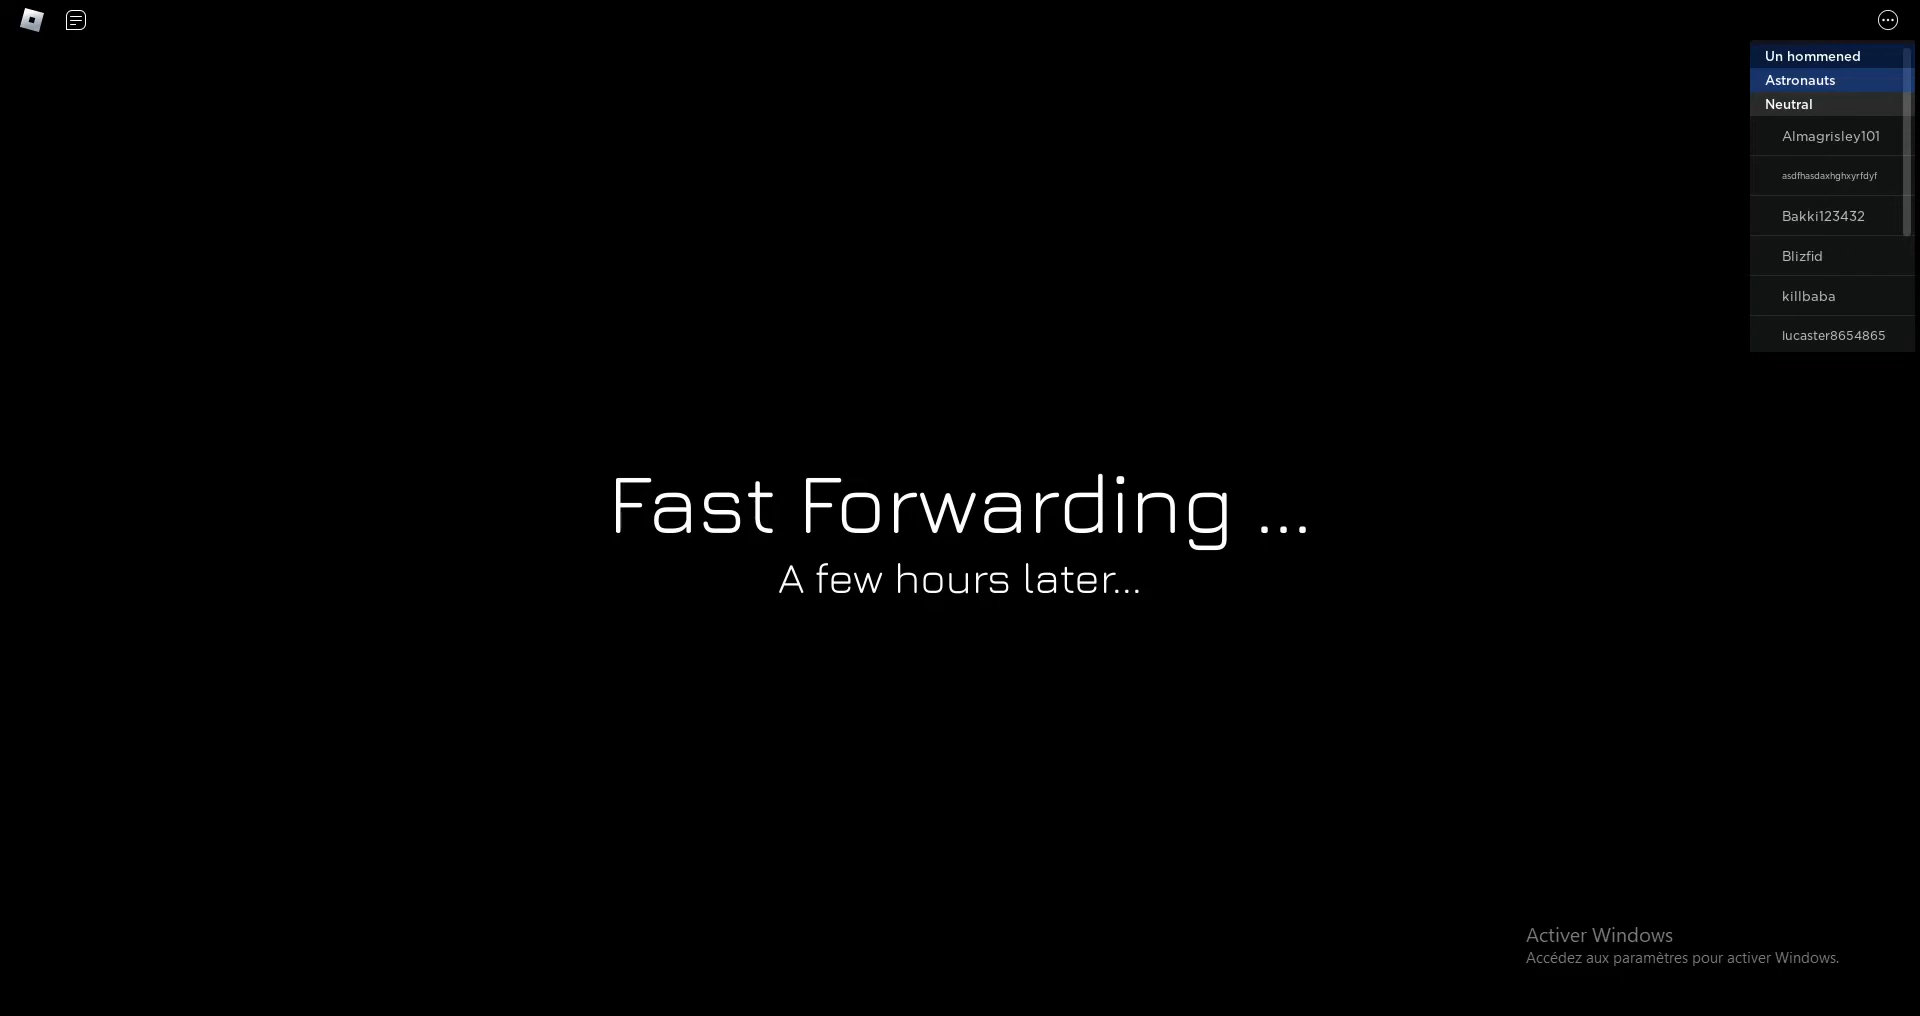 Un hommened
Astronauts
Neutral
Almagrisley101
asdfhasdaxhghxyrfdyf
Bakki123432
Blizfid
killbaba
lucaster8654865
Fast Forwarding ...
A few hours later...
Activer Windows
Accédez aux paramètres pour activer Windows.